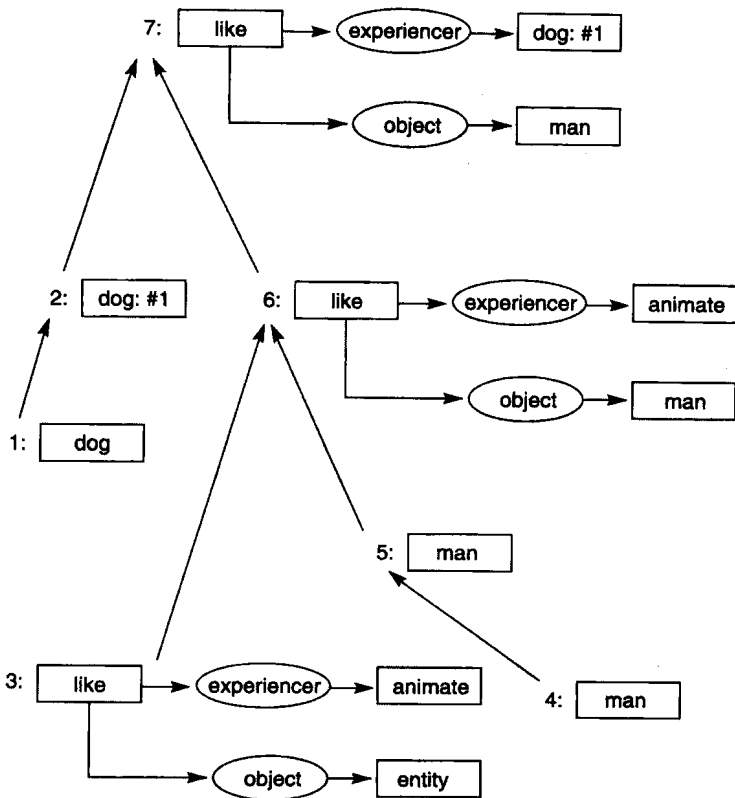 7: like experiencer dog: #1
object man
2: dog: #1 6: like experiencer animate
object man
1: dog
5: man
3: like experiencer animate 4: man
object entity